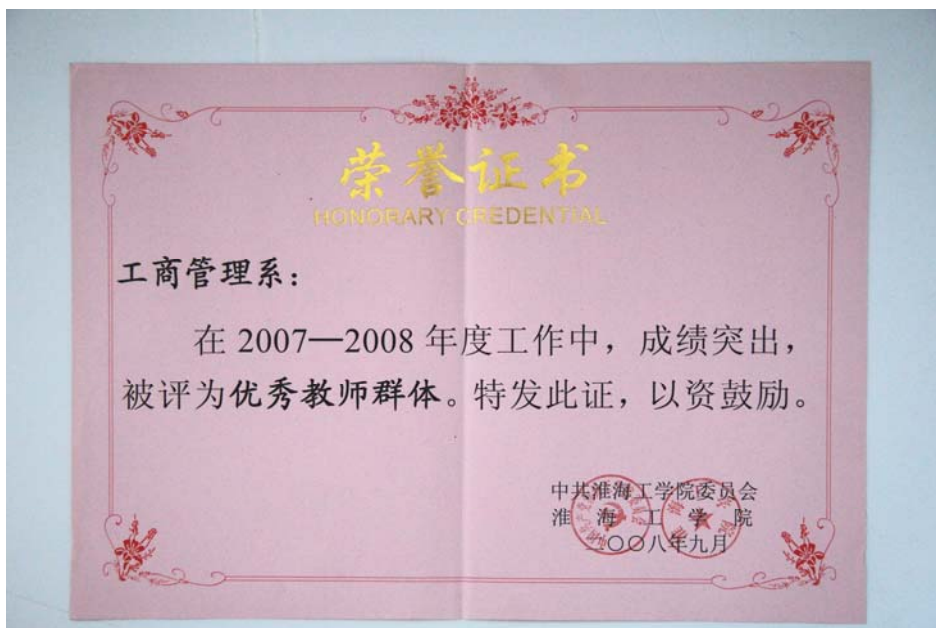 荣誉证书
HONORARY CREDENTIAL
工商管理系：
在 2007—2008 年度工作中，成绩突出，
被评为优秀教师群体。特发此证，以资鼓励。
中共淮海工学院委员会
淮海工学院
二〇〇八年九月